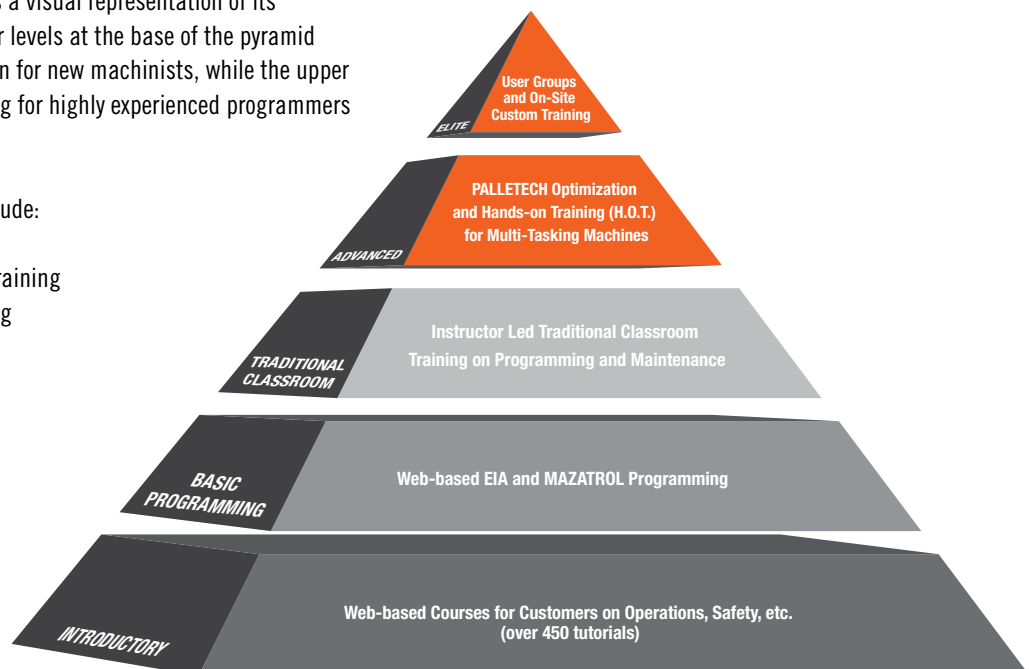 a visual representation of its
levels at the base of the pyramid
for new machinists, while the upper
for highly experienced programmers
User Groups
and On-Site
Custom Training
ELITE
PALLETECH Optimization
and Hands-on Training (H.O.T.)
for Multi-Tasking Machines
ADVANCED
Instructor Led Traditional Classroom
Training on Programming and Maintenance
TRADITIONAL
CLASSROOM
Web-based EIA and MAZATROL Programming
BASIC
PROGRAMMING
Web-based Courses for Customers on Operations, Safety, etc.
(over 450 tutorials)
INTRODUCTORY